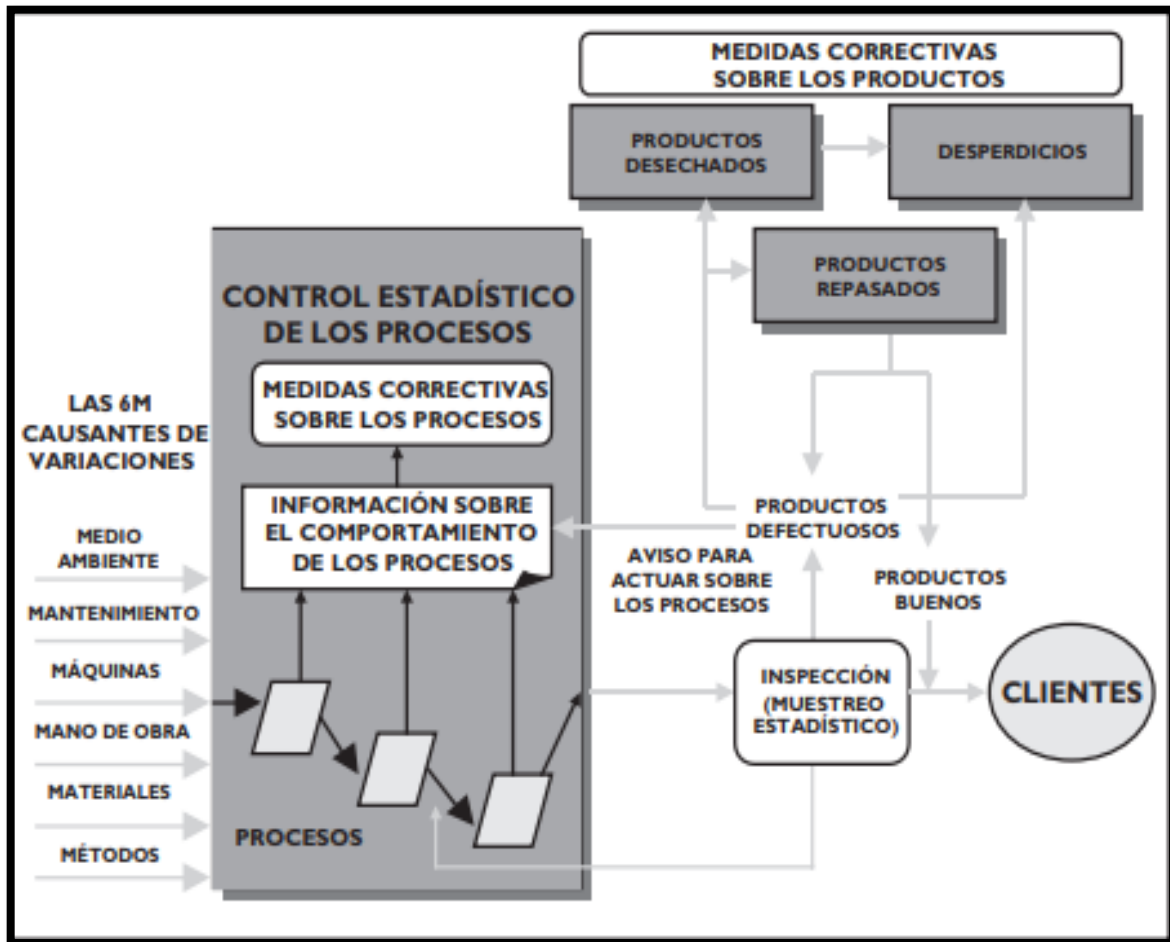 MEDIDAS CORRECTIVAS
SOBRE LOS PRODUCTOS
PRODUCTOS
DESECHADOS
DESPERDICIOS
PRODUCTOS
REPASADOS
CONTROL ESTADÍSTICO
DE LOS PROCESOS
MEDIDAS CORRECTIVAS
SOBRE LOS PROCESOS
LAS 6M
CAUSANTES DE
VARIACIONES
INFORMACIÓN SOBRE
EL COMPORTAMIENTO
DE LOS PROCESOS
PRODUCTOS
DEFECTUOSOS
MEDIO
AMBIENTE
MANTENIMIENTO
MÁQUINAS
MANO DE OBRA
MATERIALES
MÉTODOS
PROCESOS
AVISO PARA
ACTUAR SOBRE
LOS PROCESOS
PRODUCTOS
BUENOS
INSPECCIÓN
(MUESTREO
ESTADÍSTICO)
CLIENTES